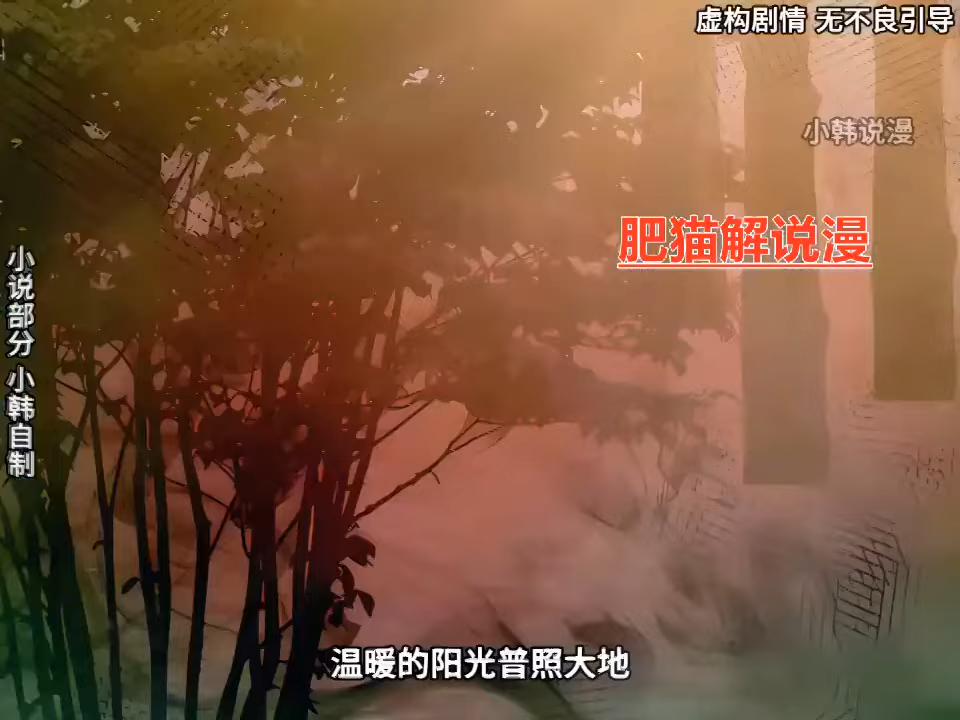 虚构剧情 无不良引导
小韩说漫
肥猫解说漫
小说部分 小韩自制
温暖的阳光普照大地